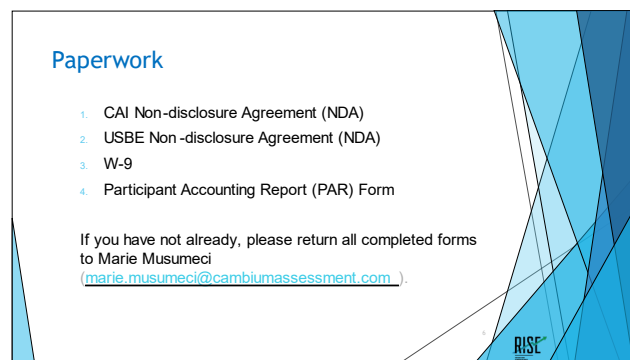 Paperwork
1. CAI Non-disclosure Agreement (NDA)
2. USBE Non-disclosure Agreement (NDA)
3. W-9
4. Participant Accounting Report (PAR) Form
If you have not already, please return all completed forms
to Marie Musumeci
(marie.musumeci@cambiumassessment.com ).
RISE